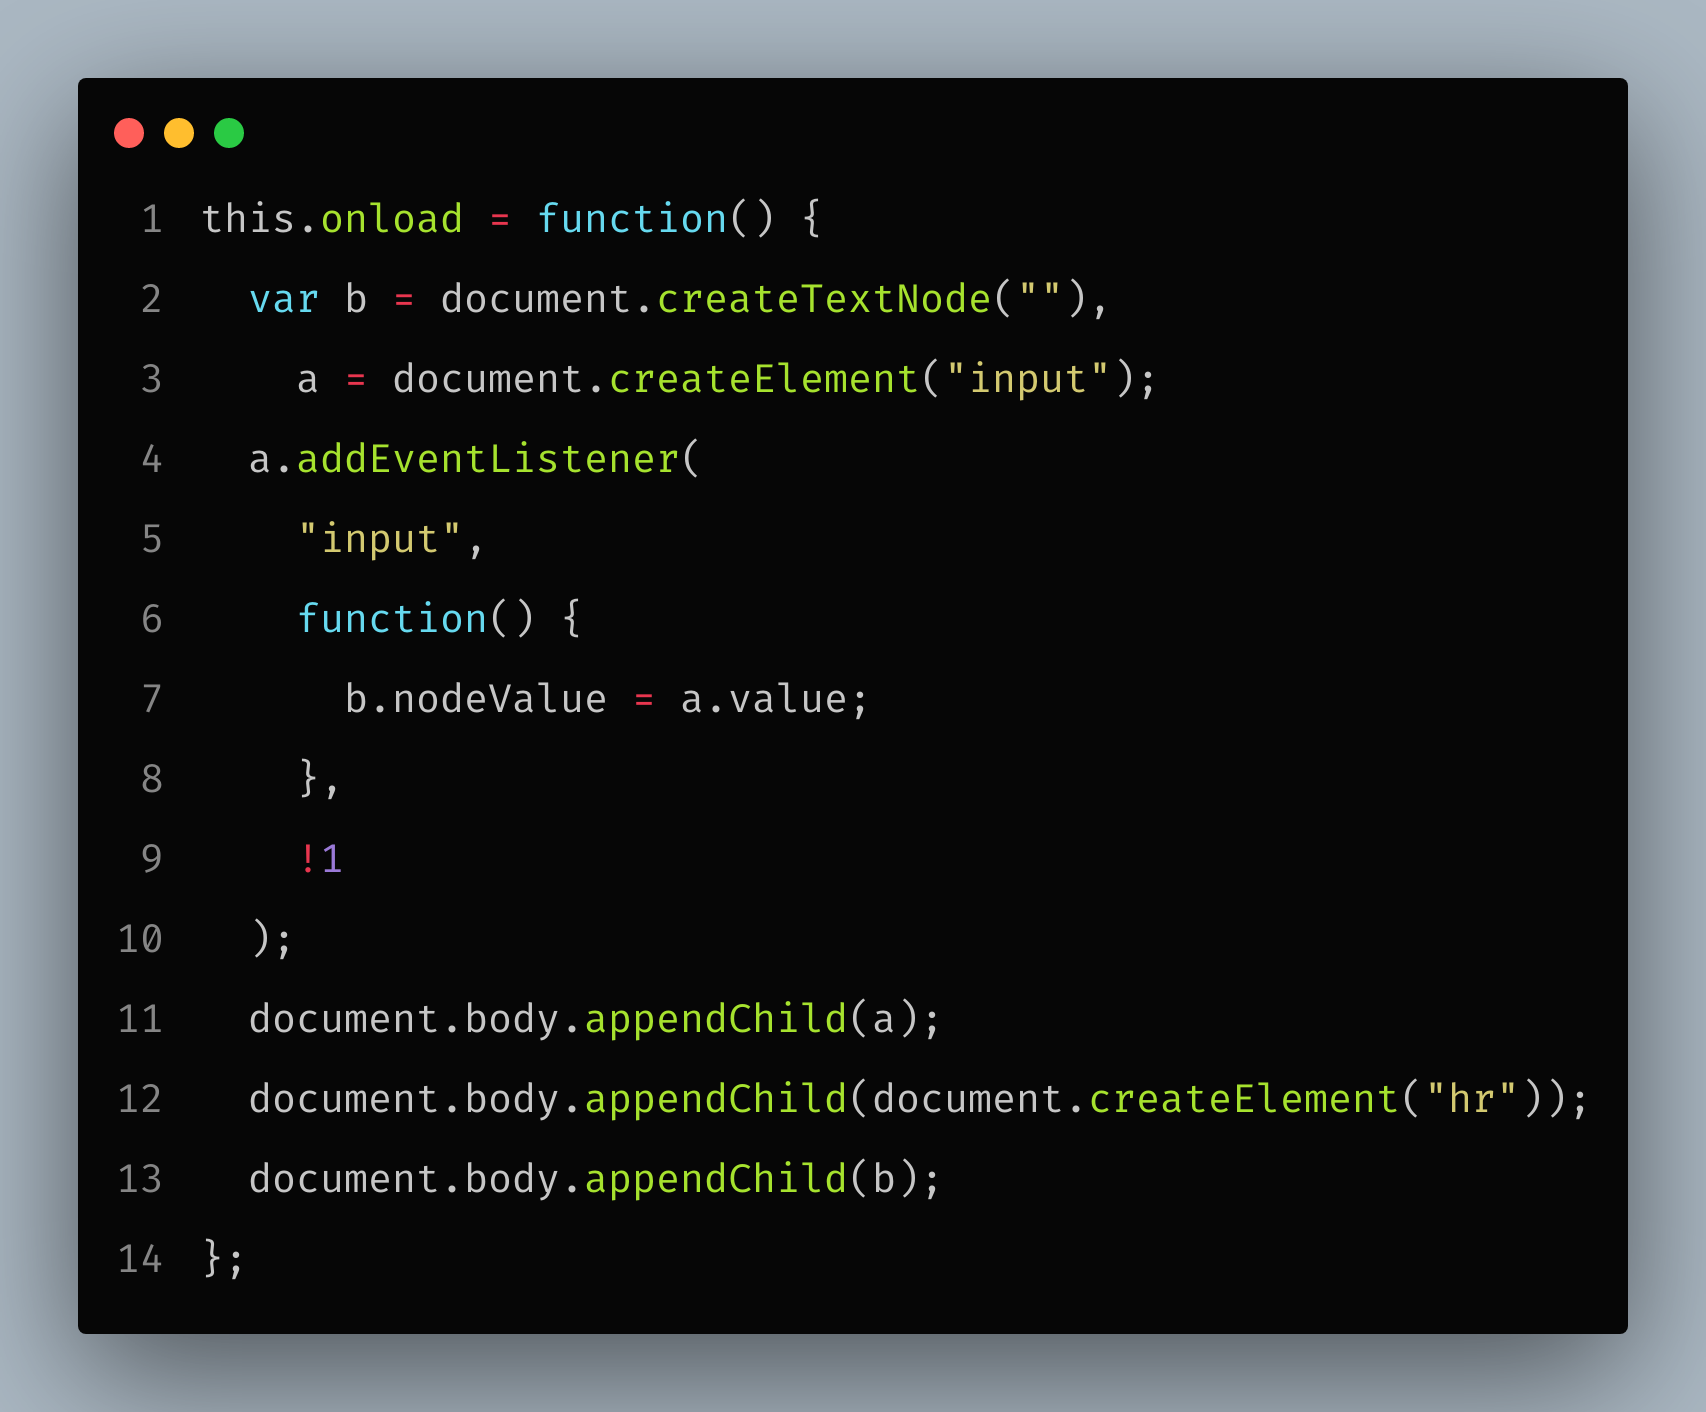 1 this.onload = function() {
2   var b = document.createTextNode(""),
3     a = document.createElement("input");
4   a.addEventListener(
5     "input",
6     function() {
7       b.nodeValue = a.value;
8     },
9     !1
10   );
11   document.body.appendChild(a);
12   document.body.appendChild(document.createElement("hr"));
13   document.body.appendChild(b);
14 };